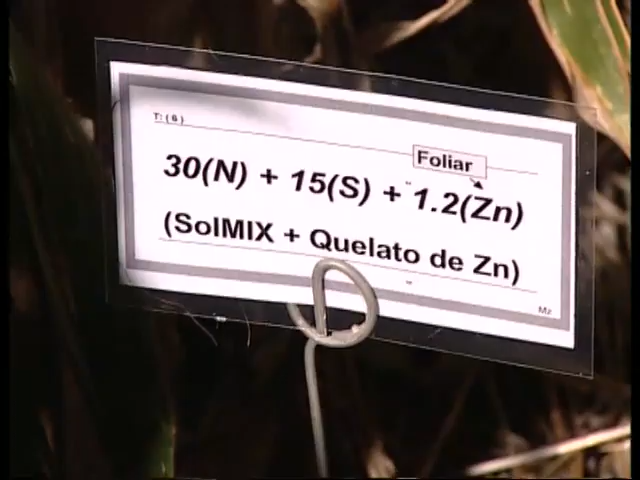 T: ( 6 )
Foliar
30(N) + 15(S) + 1.2(Zn)
(SolMIX + Quelato de Zn)
Mz